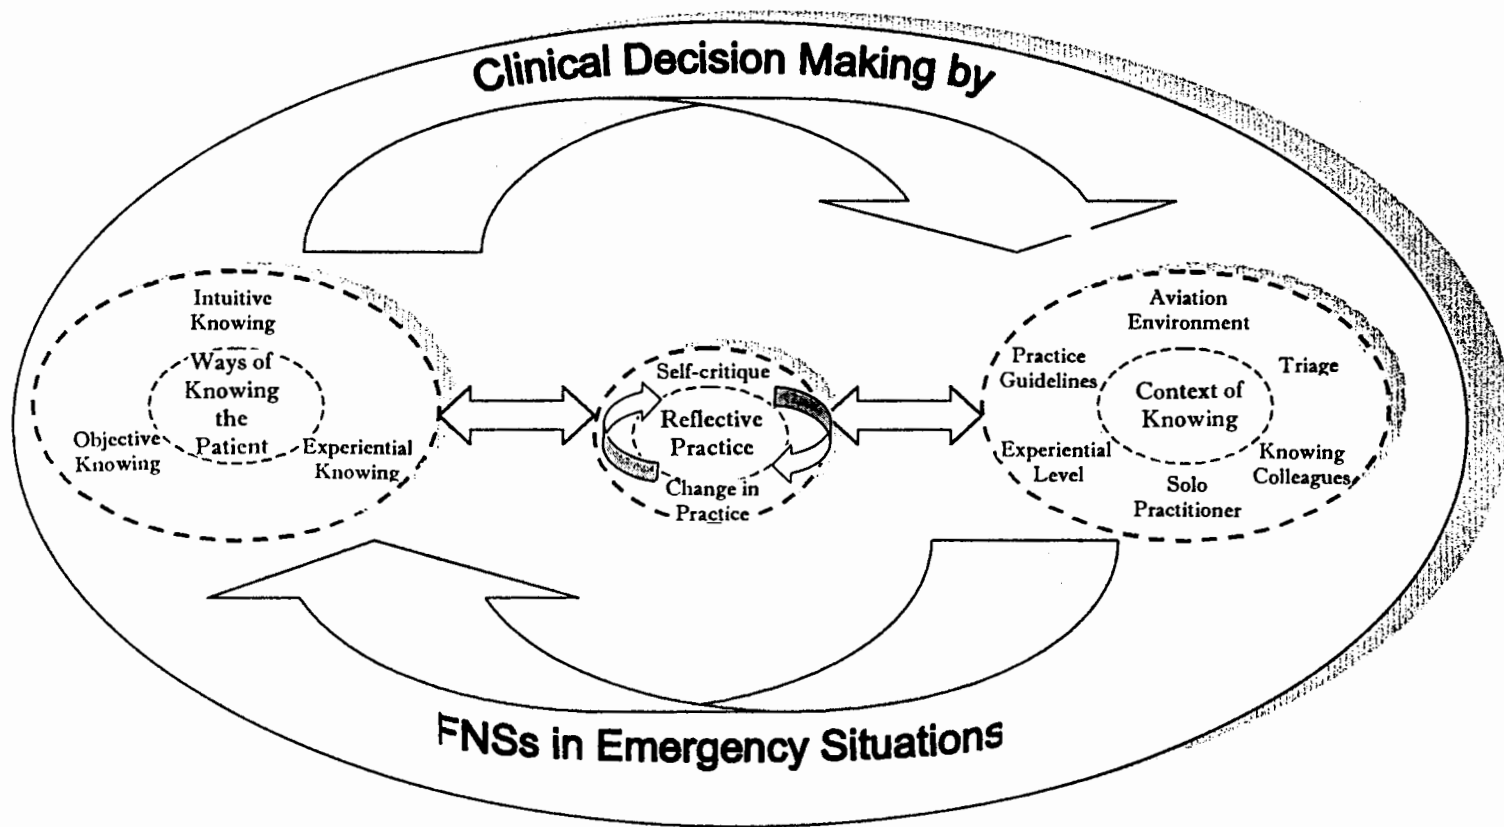 Clinical Decision Making by
Intuitive
Knowing
Ways of
Knowing
the
Patient
Objective
Knowing
Experiential
Knowing
Self-critique
Reflective
Practice
Change in
Practice
Aviation
Environment
Practice
Guidelines
Triage
Context of
Knowing
Experiential
Level
Knowing
Colleagues
Solo
Practitioner
FNSs in Emergency Situations